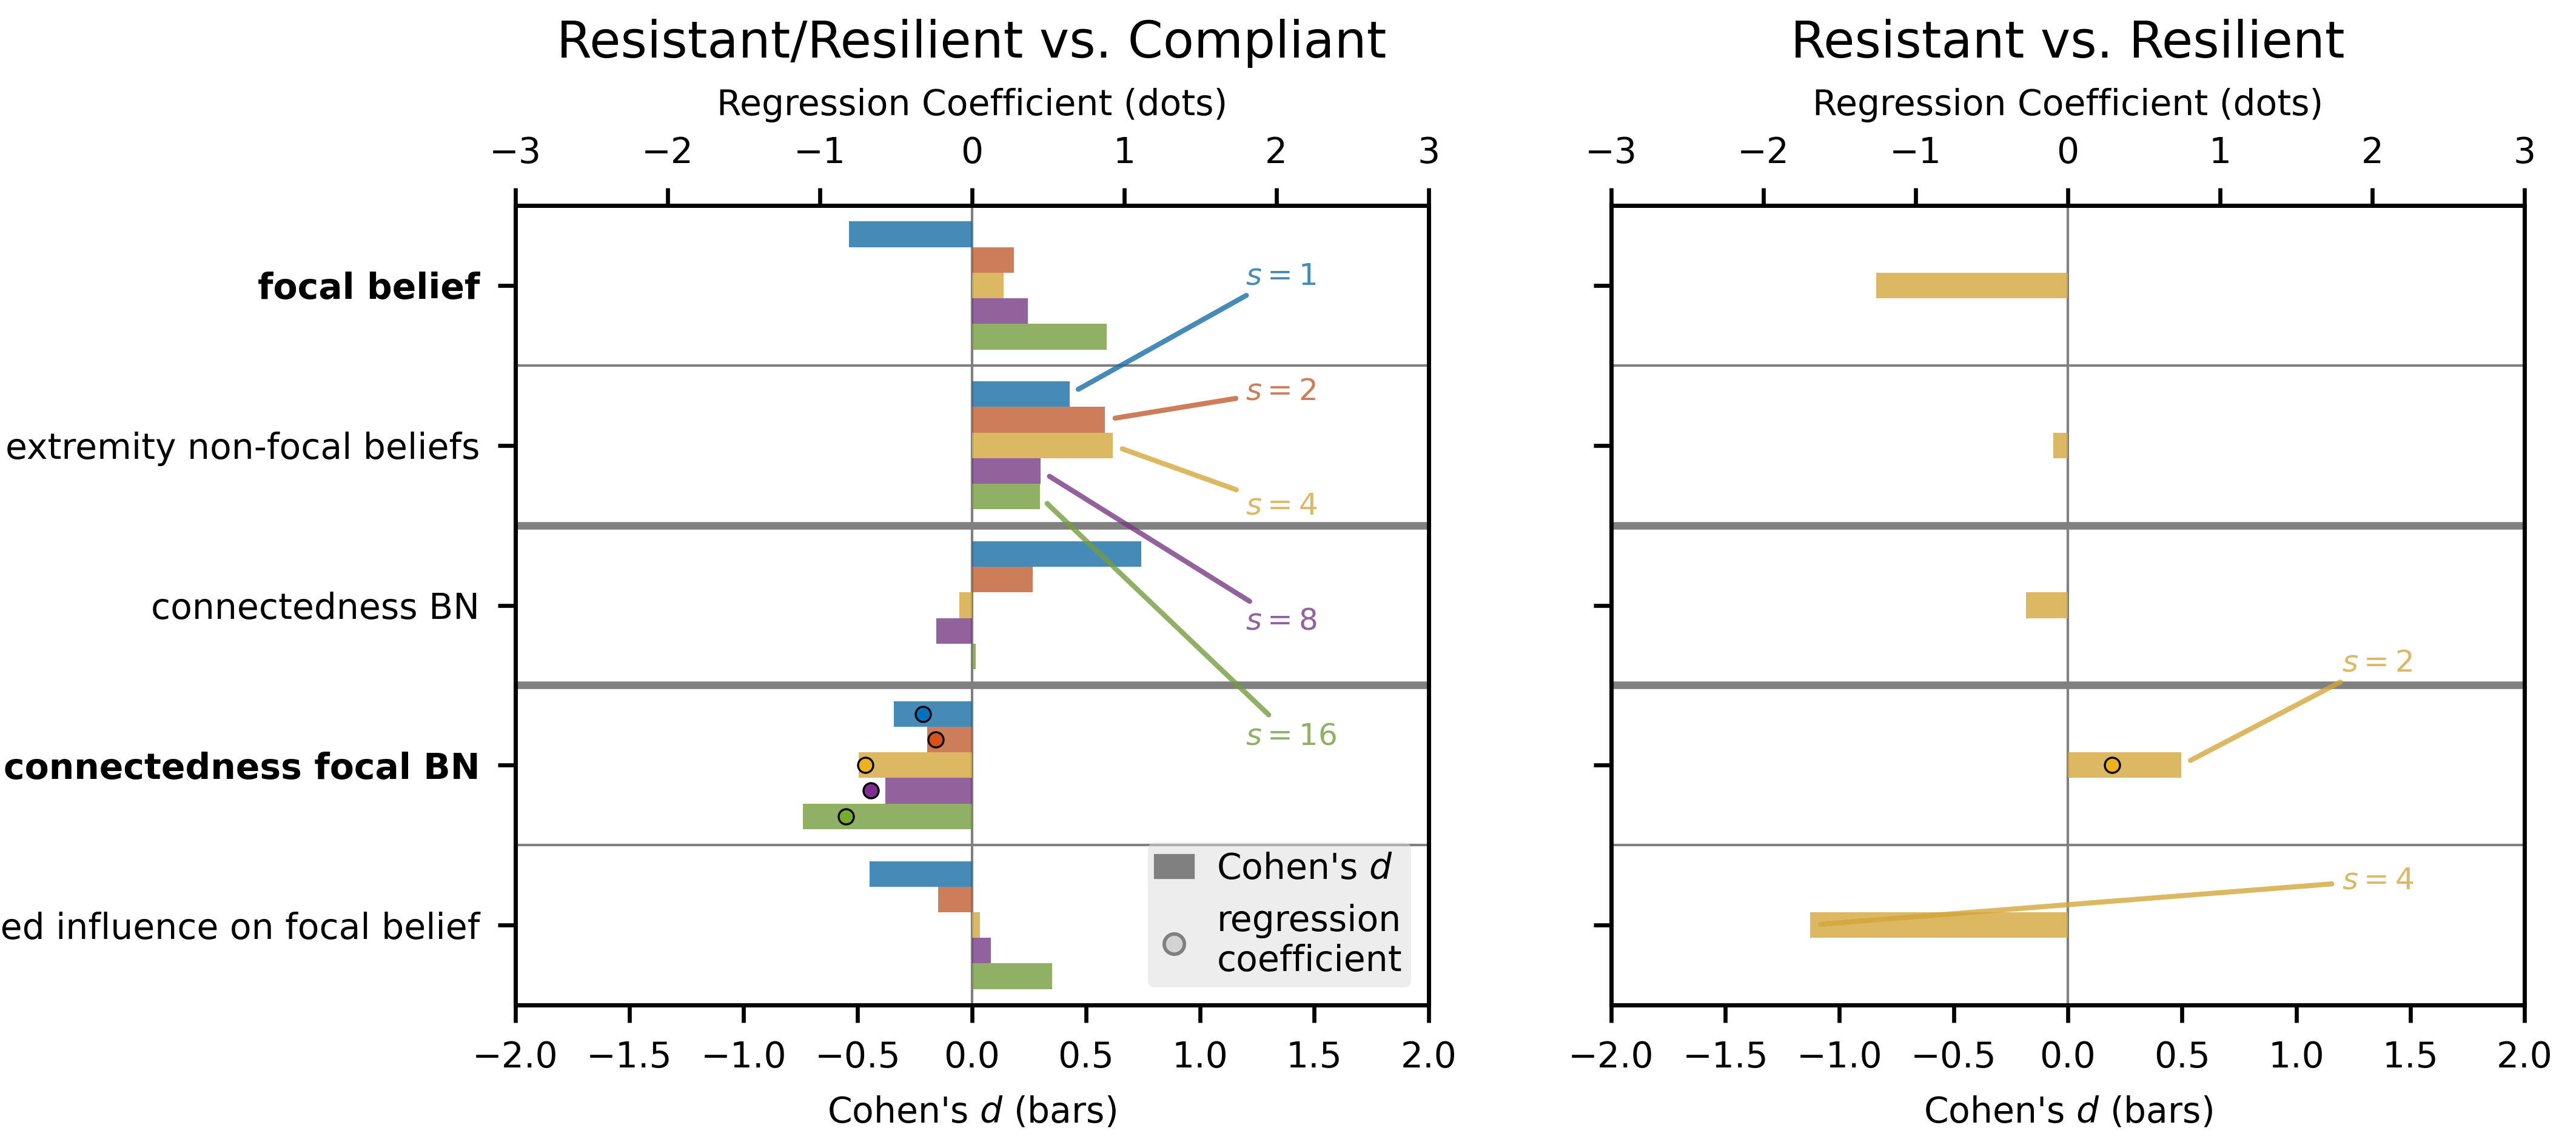 Resistant/Resilient vs. Compliant
Regression Coefficient (dots)
−3 −2 −1 0 1 2 3
focal belief
extremity non-focal beliefs
connectedness BN
connectedness focal BN
ed influence on focal belief
s = 1
s = 2
s = 4
s = 8
s = 16
Cohen's d
regression
coefficient
−2.0 −1.5 −1.0 −0.5 0.0 0.5 1.0 1.5 2.0
Cohen's d (bars)
Resistant vs. Resilient
Regression Coefficient (dots)
−3 −2 −1 0 1 2 3
s = 2
s = 4
−2.0 −1.5 −1.0 −0.5 0.0 0.5 1.0 1.5 2.0
Cohen's d (bars)